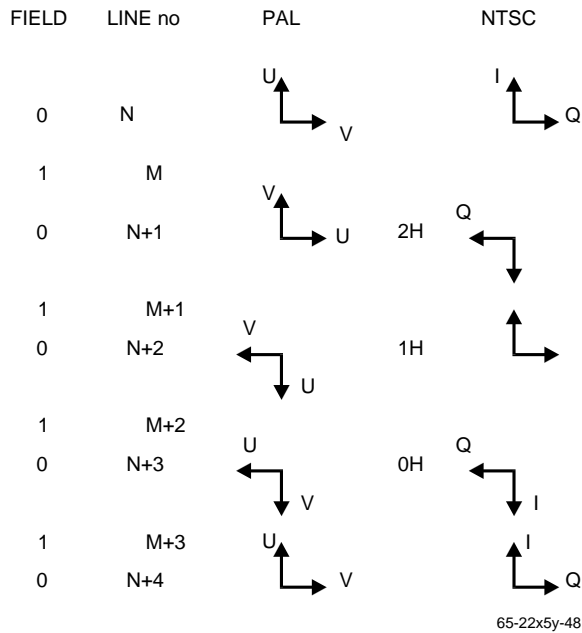 FIELD LINE no PAL NTSC
U I
0 N V Q
1 M
V Q
0 N+1 U 2H
1 M+1
V
0 N+2 1H
U
1 M+2
U Q
0 N+3 0H
V I
1 M+3 U I
0 N+4 V Q
65-22x5y-48